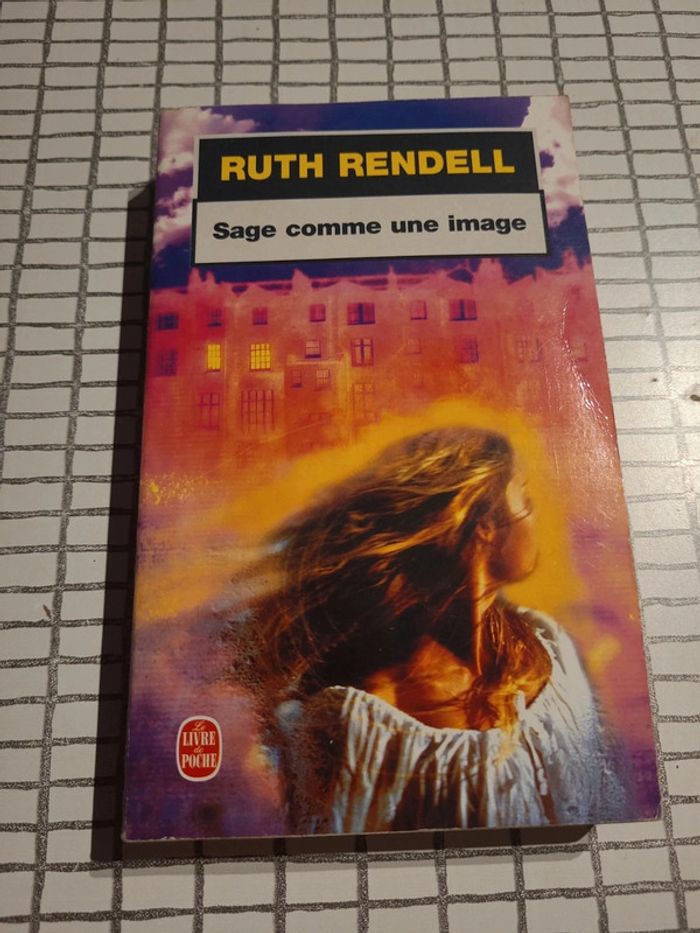 RUTH RENDELL
Sage comme une image
Le
LIVRE
de
POCHE